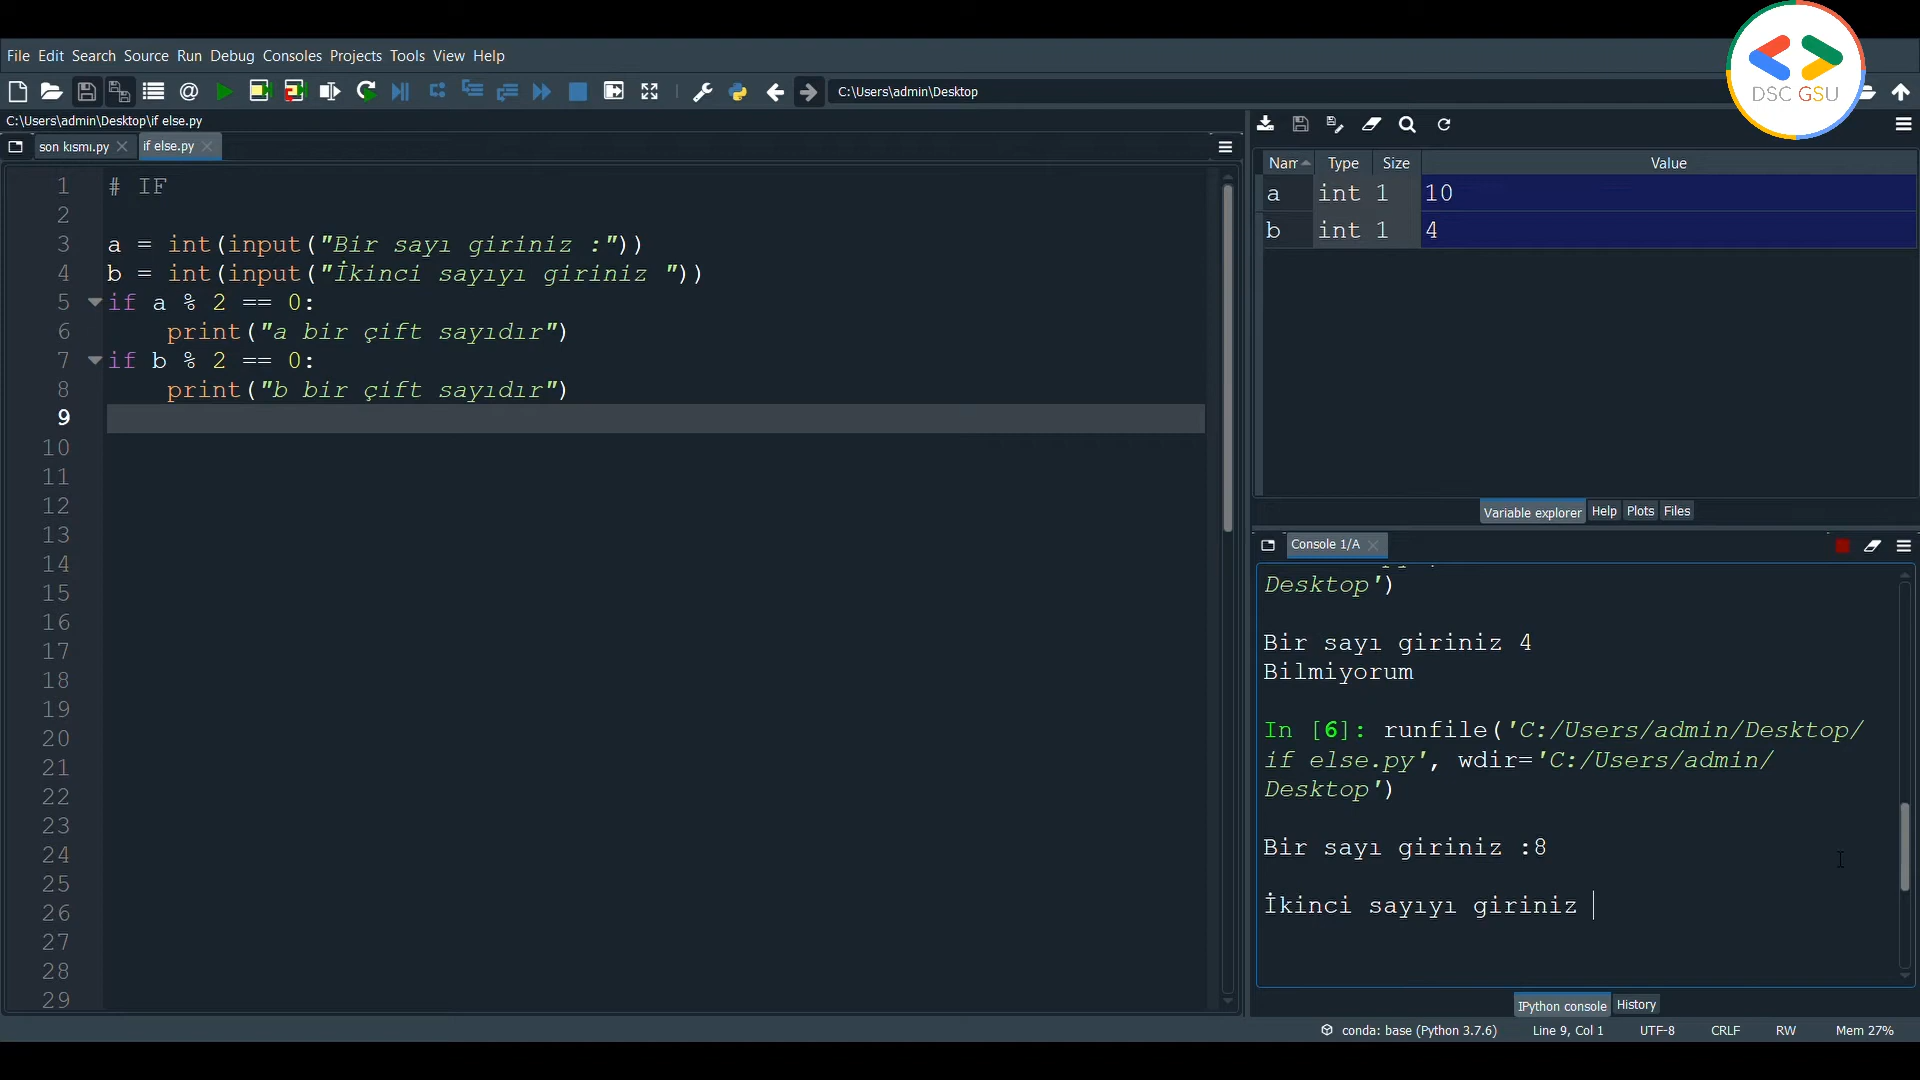 DSC GSU
File Edit Search Source Run Debug Consoles Projects Tools View Help
C:\Users\admin\Desktop
C:\Users\admin\Desktop\if else.py
son kısmı.py
if else.py
1 # IF
2
3 a = int(input("Bir sayı giriniz :"))
4 b = int(input("İkinci sayıyı giriniz "))
5 if a % 2 == 0:
6 print("a bir çift sayıdır")
7 if b % 2 == 0:
8 print("b bir çift sayıdır")
9
10
11
12
13
14
15
16
17
18
19
20
21
22
23
24
25
26
27
28
29
Nar Type Size Value
a int 1 10
b int 1 4
Variable explorer Help Plots Files
Console 1/A
Desktop')
Bir sayı giriniz 4
Bilmiyorum
In [6]: runfile('C:/Users/admin/Desktop/
if else.py', wdir='C:/Users/admin/
Desktop')
Bir sayı giriniz :8
İkinci sayıyı giriniz
IPython console History
conda: base (Python 3.7.6) Line 9, Col 1 UTF-8 CRLF RW Mem 27%